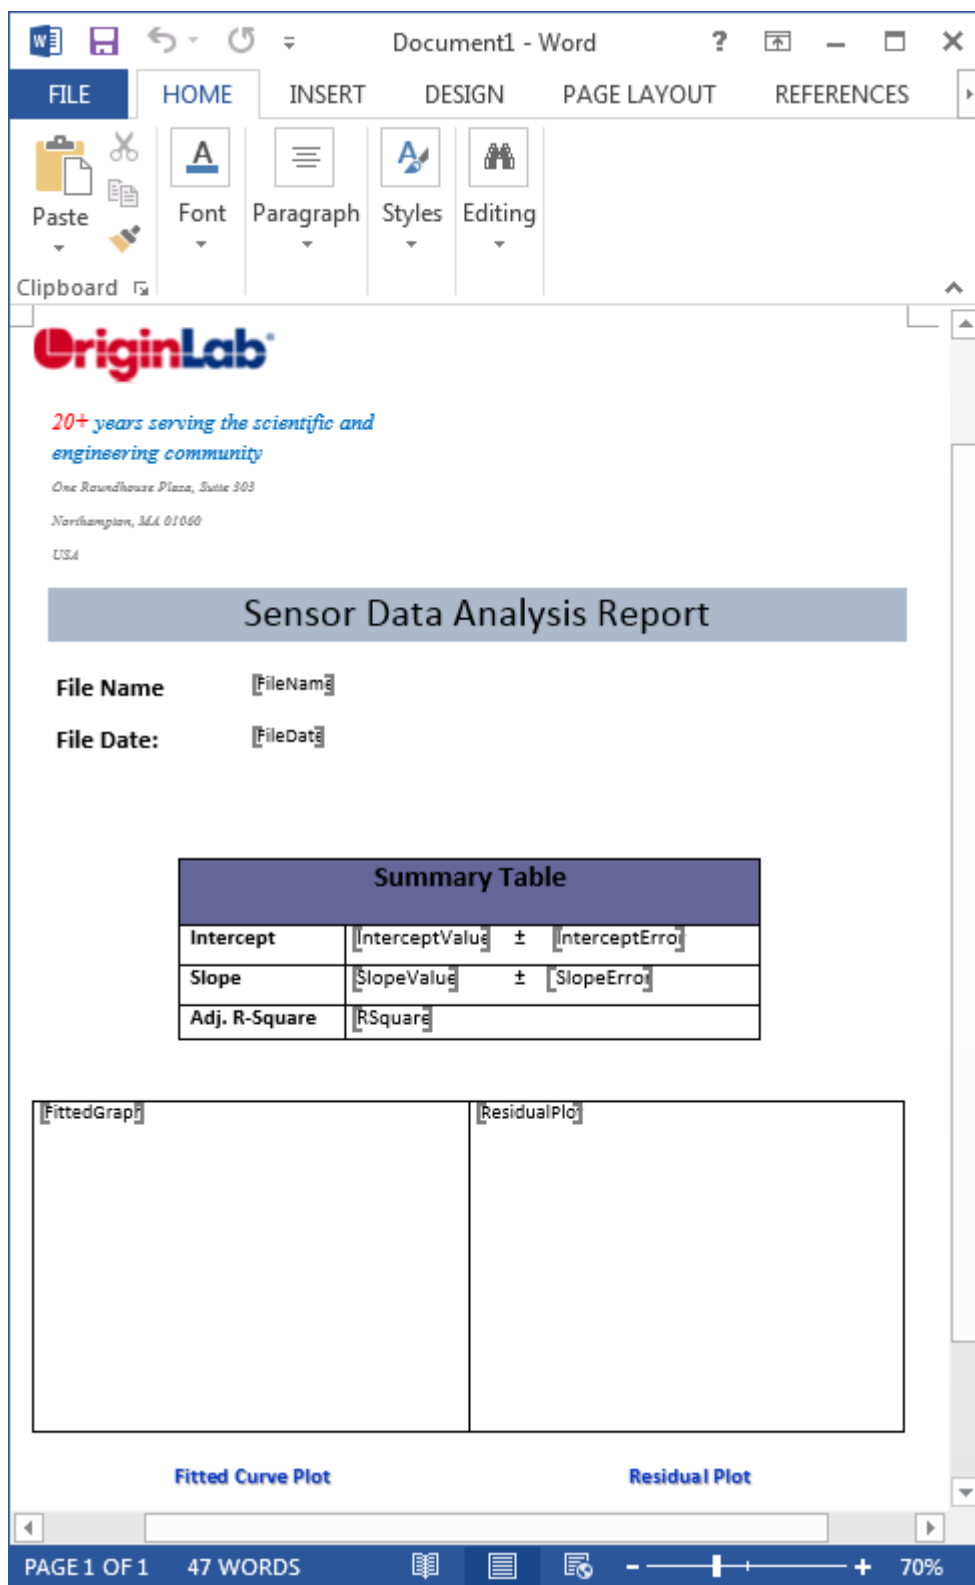 Document1 - Word
FILE HOME INSERT DESIGN PAGE LAYOUT REFERENCES
Paste Font Paragraph Styles Editing
Clipboard
OriginLab
20+ years serving the scientific and
engineering community
One Roundhouse Plaza, Suite 303
Northampton, MA 01060
USA
Sensor Data Analysis Report
File Name [FileName]
File Date: [FileDate]
Summary Table
Intercept [InterceptValue] ± [InterceptError]
Slope [SlopeValue] ± [SlopeError]
Adj. R-Square [RSquare]
[FittedGraph] [ResidualPlot]
Fitted Curve Plot Residual Plot
PAGE 1 OF 1 47 WORDS 70%